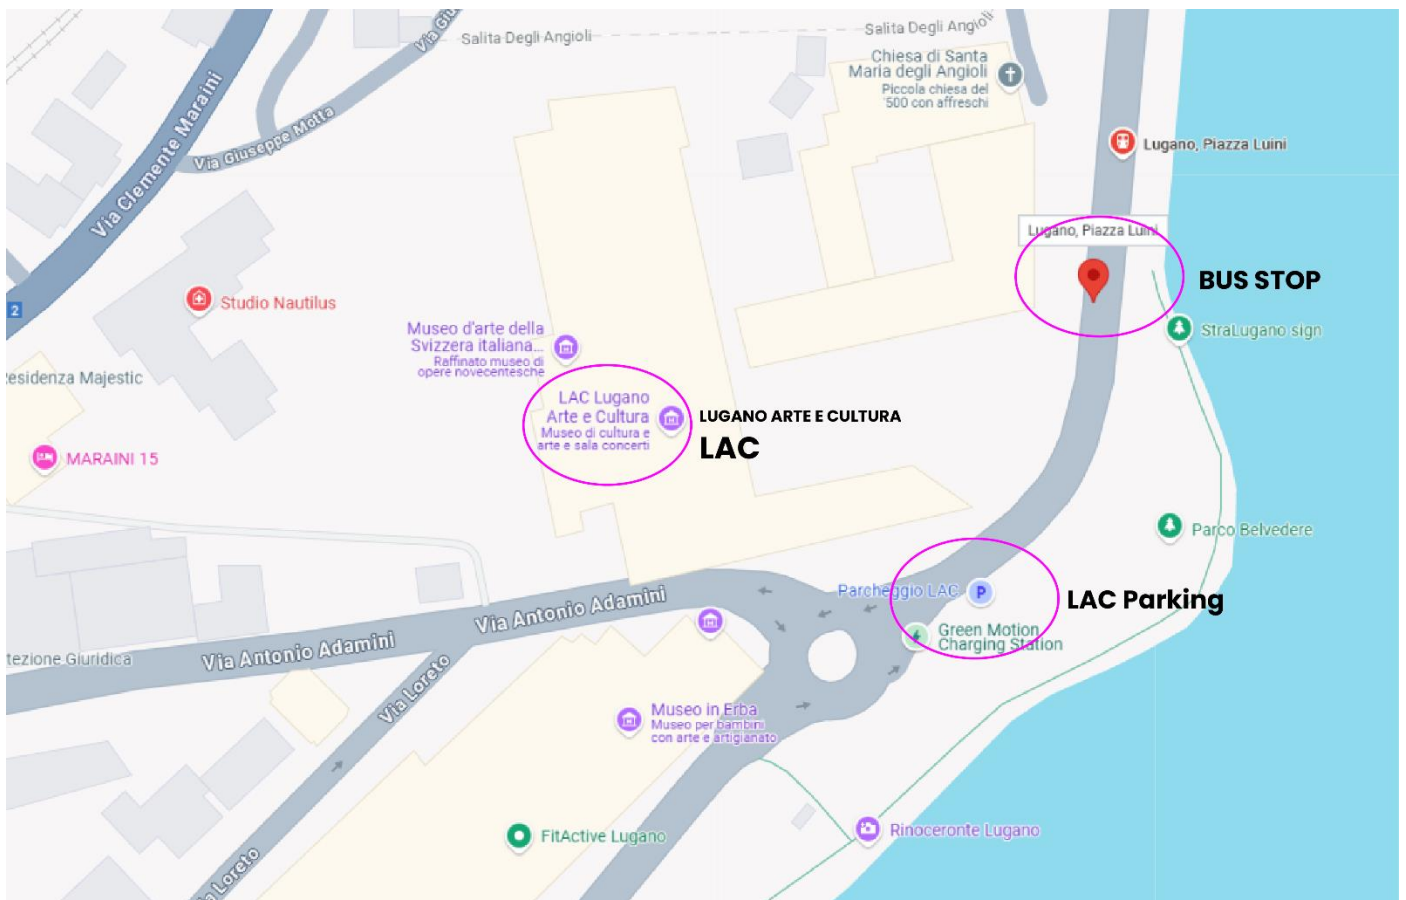 Salita Degli Angioli
Salita Degli Angioli
Chiesa di Santa
Maria degli Angioli
Piccola chiesa del
'500 con affreschi
Via Clemente Maraini
Via Giuseppe Motta
Lugano, Piazza Luini
Lugano, Piazza Luini
BUS STOP
2
Studio Nautilus
StraLugano sign
Museo d'arte della
Svizzera italiana...
Raffinato museo di
opere novecentesche
esidenza Majestic
LAC Lugano
Arte e Cultura
Museo di cultura e
arte e sala concerti
LUGANO ARTE E CULTURA
LAC
MARAINI 15
Parco Belvedere
Parcheggio LAC
P
LAC Parking
Via Antonio Adamini
Via Antonio Adamini
Green Motion
Charging Station
tezione Giuridica
Via Loreto
Museo in Erba
Museo per bambini
con arte e artigianato
FitActive Lugano
Rinoceronte Lugano
a Loreto